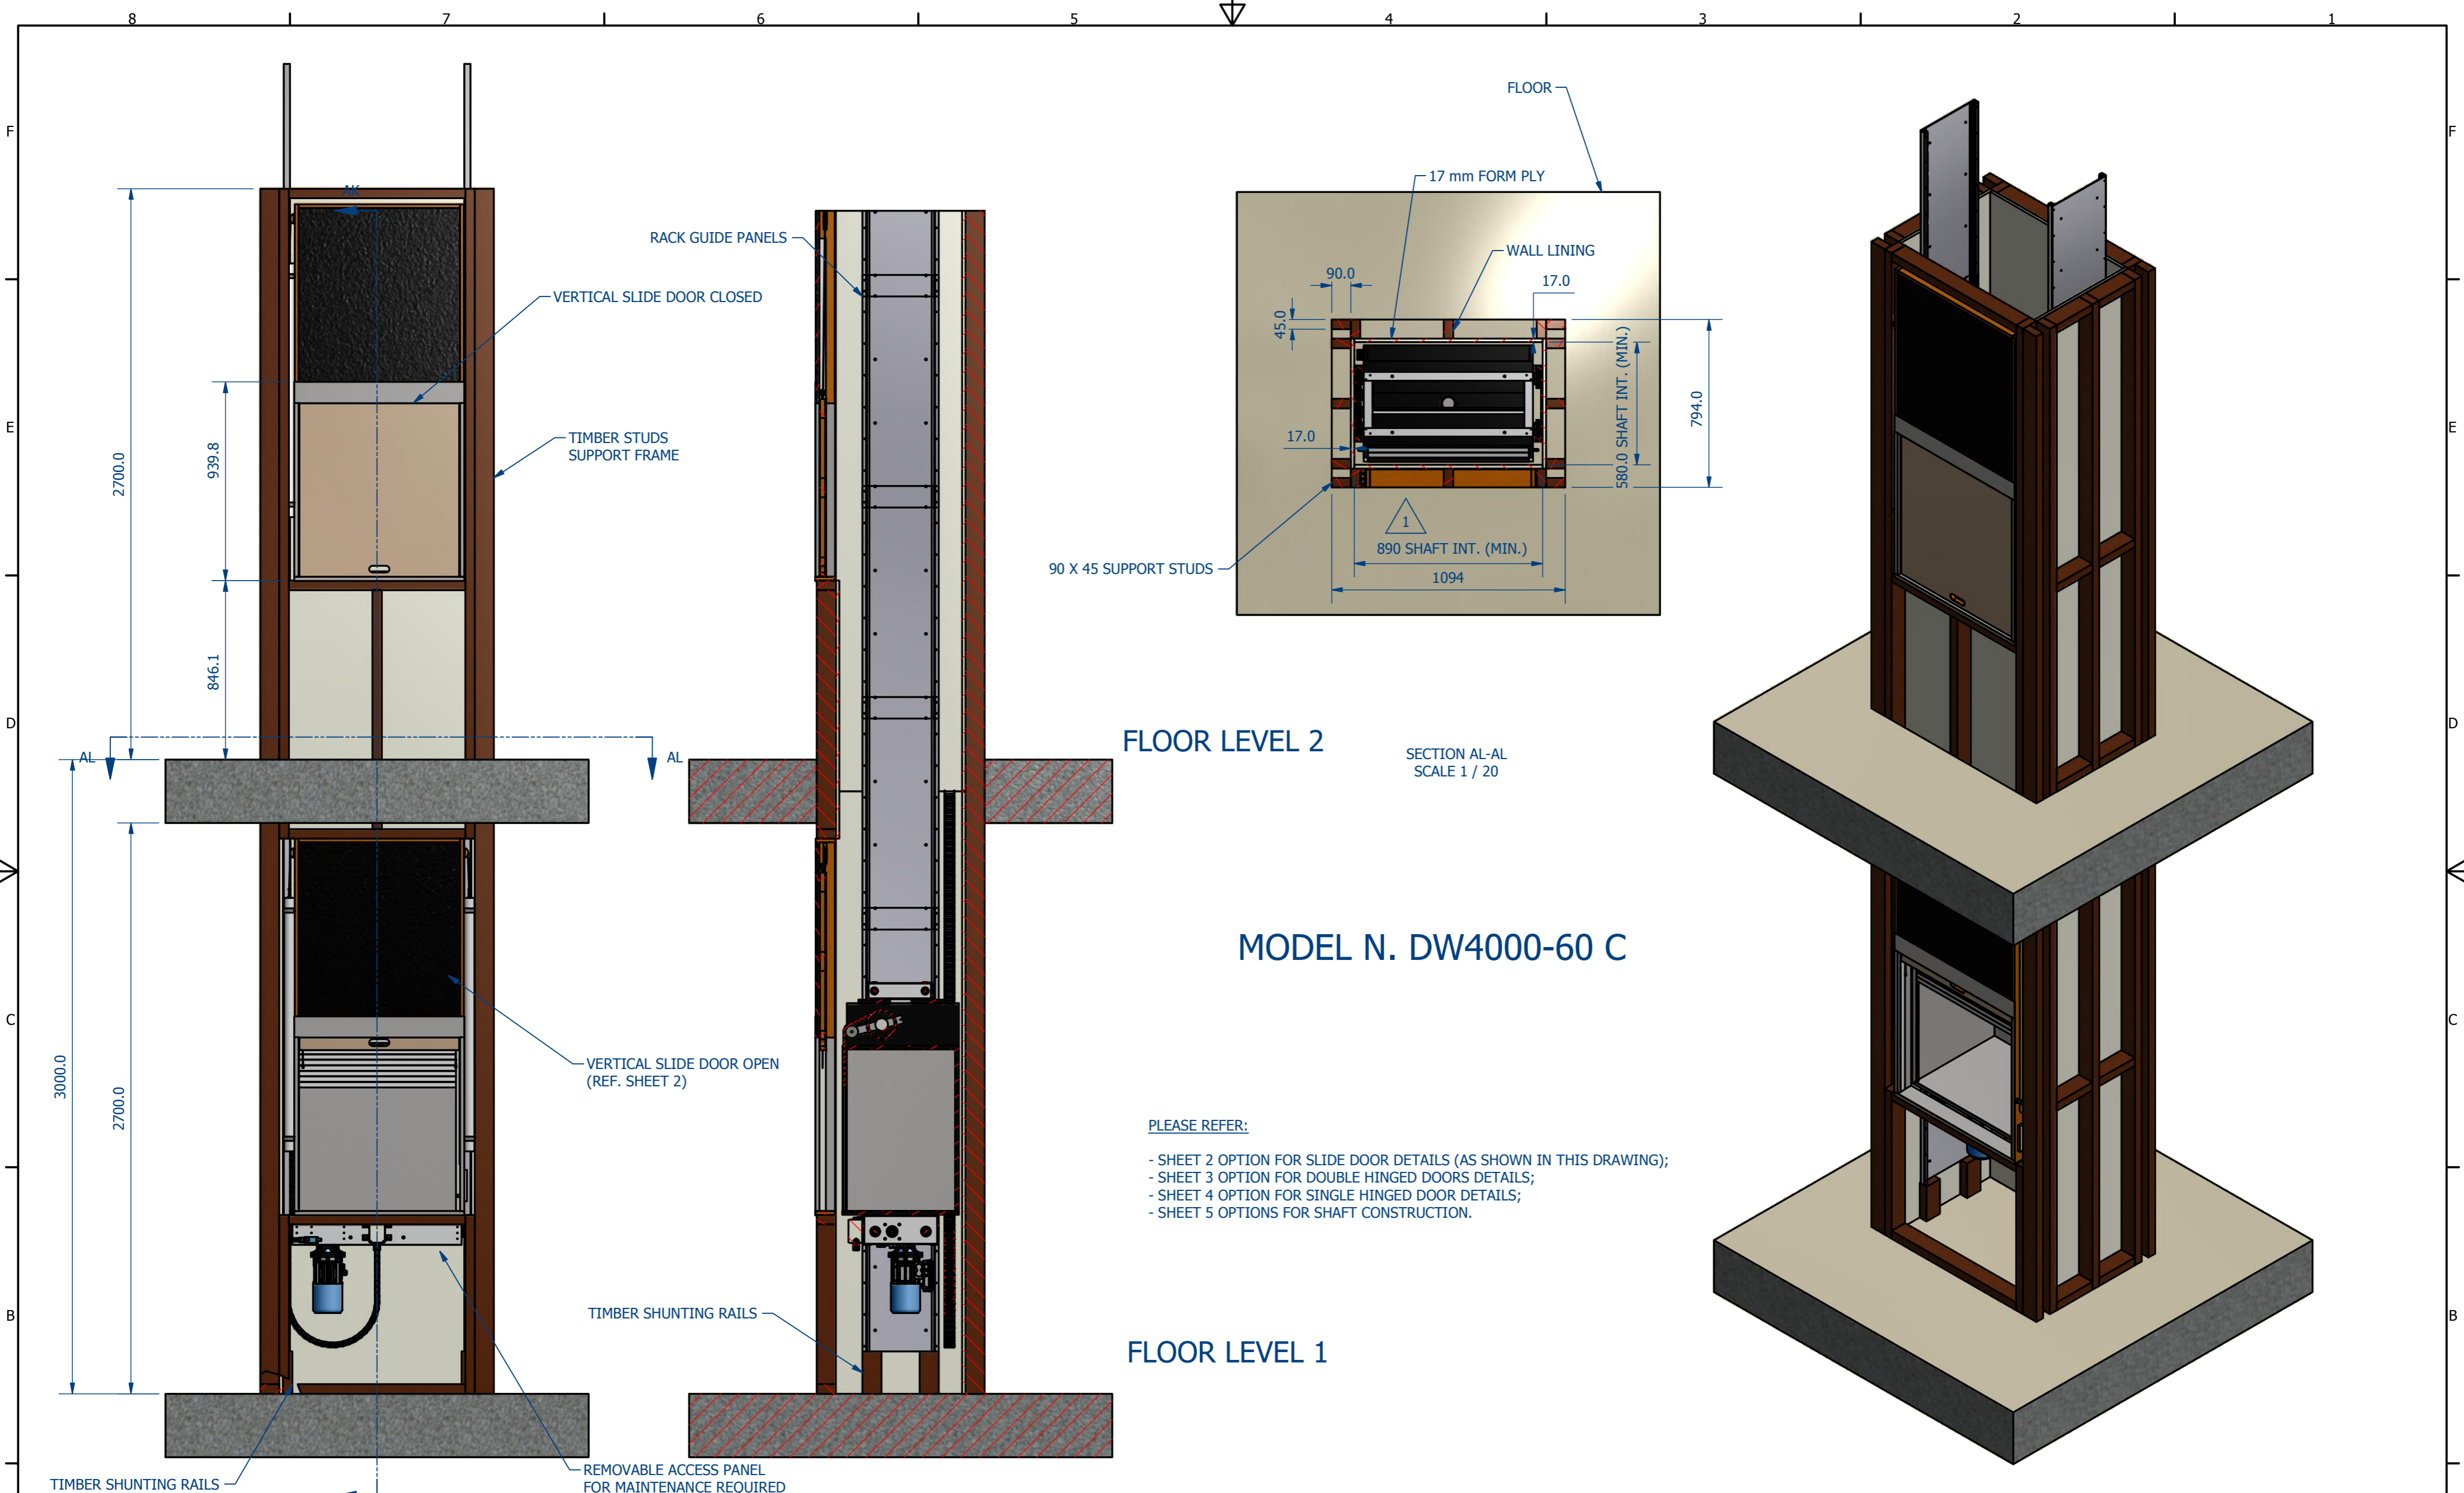 8 7 6 5 4 3 2 1
F
F
E
E
D
D
C
C
B
B
AK
2700.0
939.8
846.1
3000.0
2700.0
AL
AL
VERTICAL SLIDE DOOR CLOSED
TIMBER STUDS
SUPPORT FRAME
VERTICAL SLIDE DOOR OPEN
(REF. SHEET 2)
TIMBER SHUNTING RAILS
REMOVABLE ACCESS PANEL
FOR MAINTENANCE REQUIRED
RACK GUIDE PANELS
TIMBER SHUNTING RAILS
FLOOR
17 mm FORM PLY
WALL LINING
90.0
17.0
45.0
17.0
580.0 SHAFT INT. (MIN.)
794.0
1
890 SHAFT INT. (MIN.)
1094
90 X 45 SUPPORT STUDS
FLOOR LEVEL 2
SECTION AL-AL
SCALE 1 / 20
MODEL N. DW4000-60 C
PLEASE REFER:
- SHEET 2 OPTION FOR SLIDE DOOR DETAILS (AS SHOWN IN THIS DRAWING);
- SHEET 3 OPTION FOR DOUBLE HINGED DOORS DETAILS;
- SHEET 4 OPTION FOR SINGLE HINGED DOOR DETAILS;
- SHEET 5 OPTIONS FOR SHAFT CONSTRUCTION.
FLOOR LEVEL 1